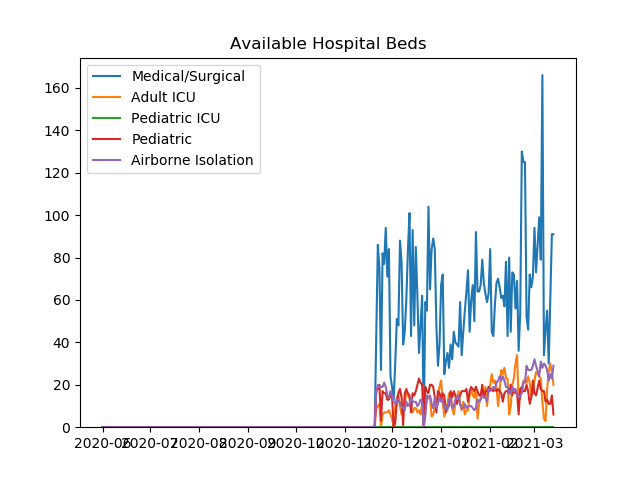 Available Hospital Beds
Medical/Surgical
Adult ICU
Pediatric ICU
Pediatric
Airborne Isolation
160
140
120
100
80
60
40
20
0
2020-06 2020-07 2020-08 2020-09 2020-10 2020-11 2020-12 2021-01 2021-02 2021-03